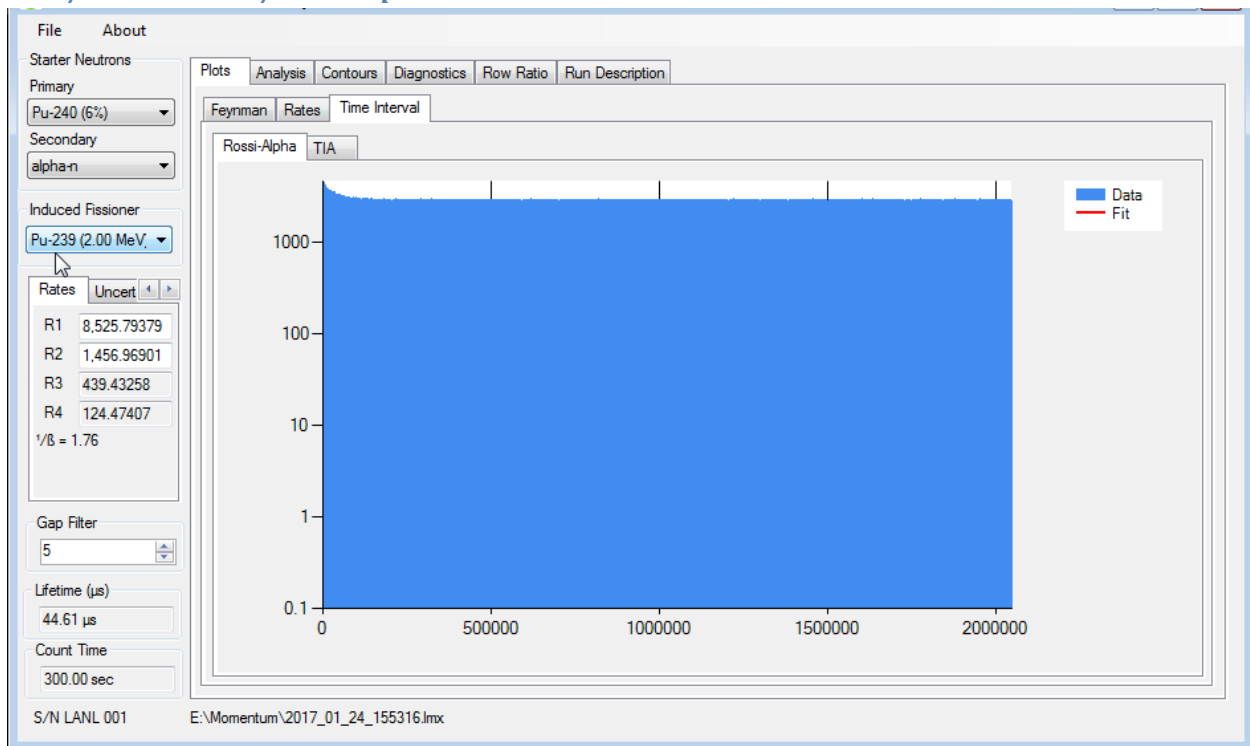 File About
Starter Neutrons
Primary
Pu-240 (6%)
Secondary
alpha-n
Induced Fissioner
Pu-239 (2.00 MeV,
Rates Uncert
R1 8,525.79379
R2 1,456.96901
R3 439.43258
R4 124.47407
¹/ß = 1.76
Gap Filter
5
Lifetime (µs)
44.61 µs
Count Time
300.00 sec
Plots Analysis Contours Diagnostics Row Ratio Run Description
Feynman Rates Time Interval
Rossi-Alpha TIA
1000
100
10
1
0.1
0 500000 1000000 1500000 2000000
Data
Fit
S/N LANL 001 E:\Momentum\2017_01_24_155316.lmx